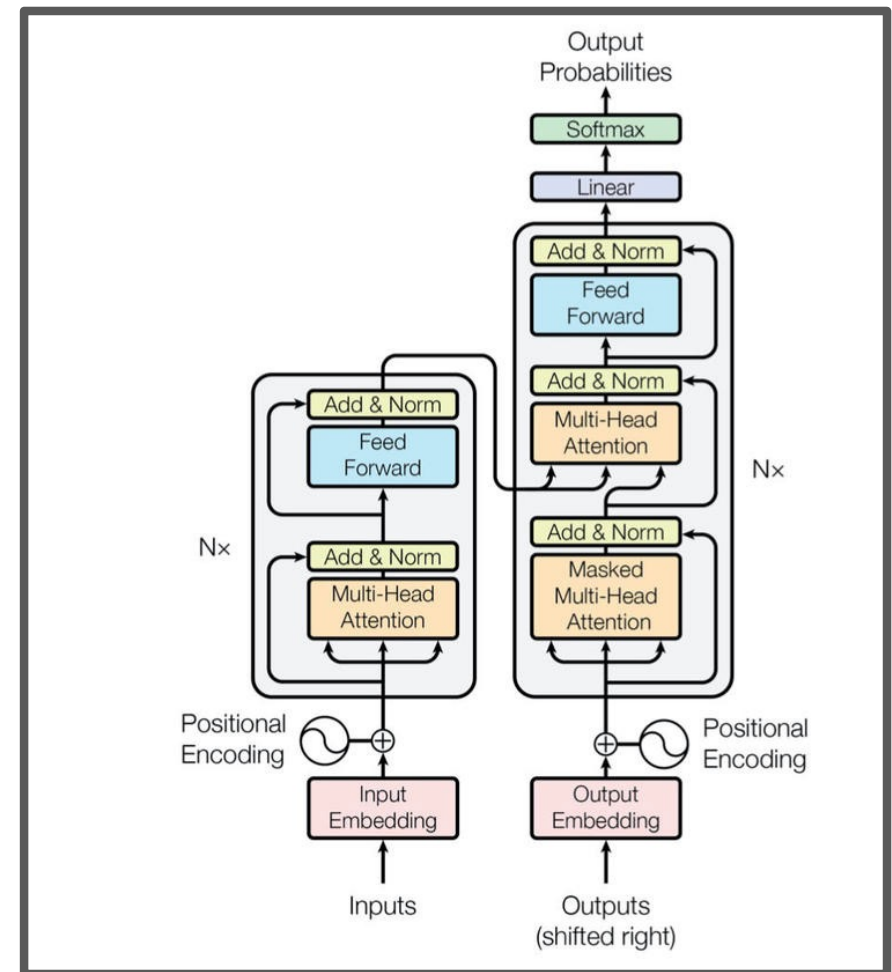 Output
Probabilities
Softmax
Linear
Add & Norm
Feed
Forward
Add & Norm
Multi-Head
Attention
Nx
Add & Norm
Masked
Multi-Head
Attention
Add & Norm
Feed
Forward
Nx
Add & Norm
Multi-Head
Attention
Positional
Encoding
Positional
Encoding
Input
Embedding
Output
Embedding
Inputs
Outputs
(shifted right)